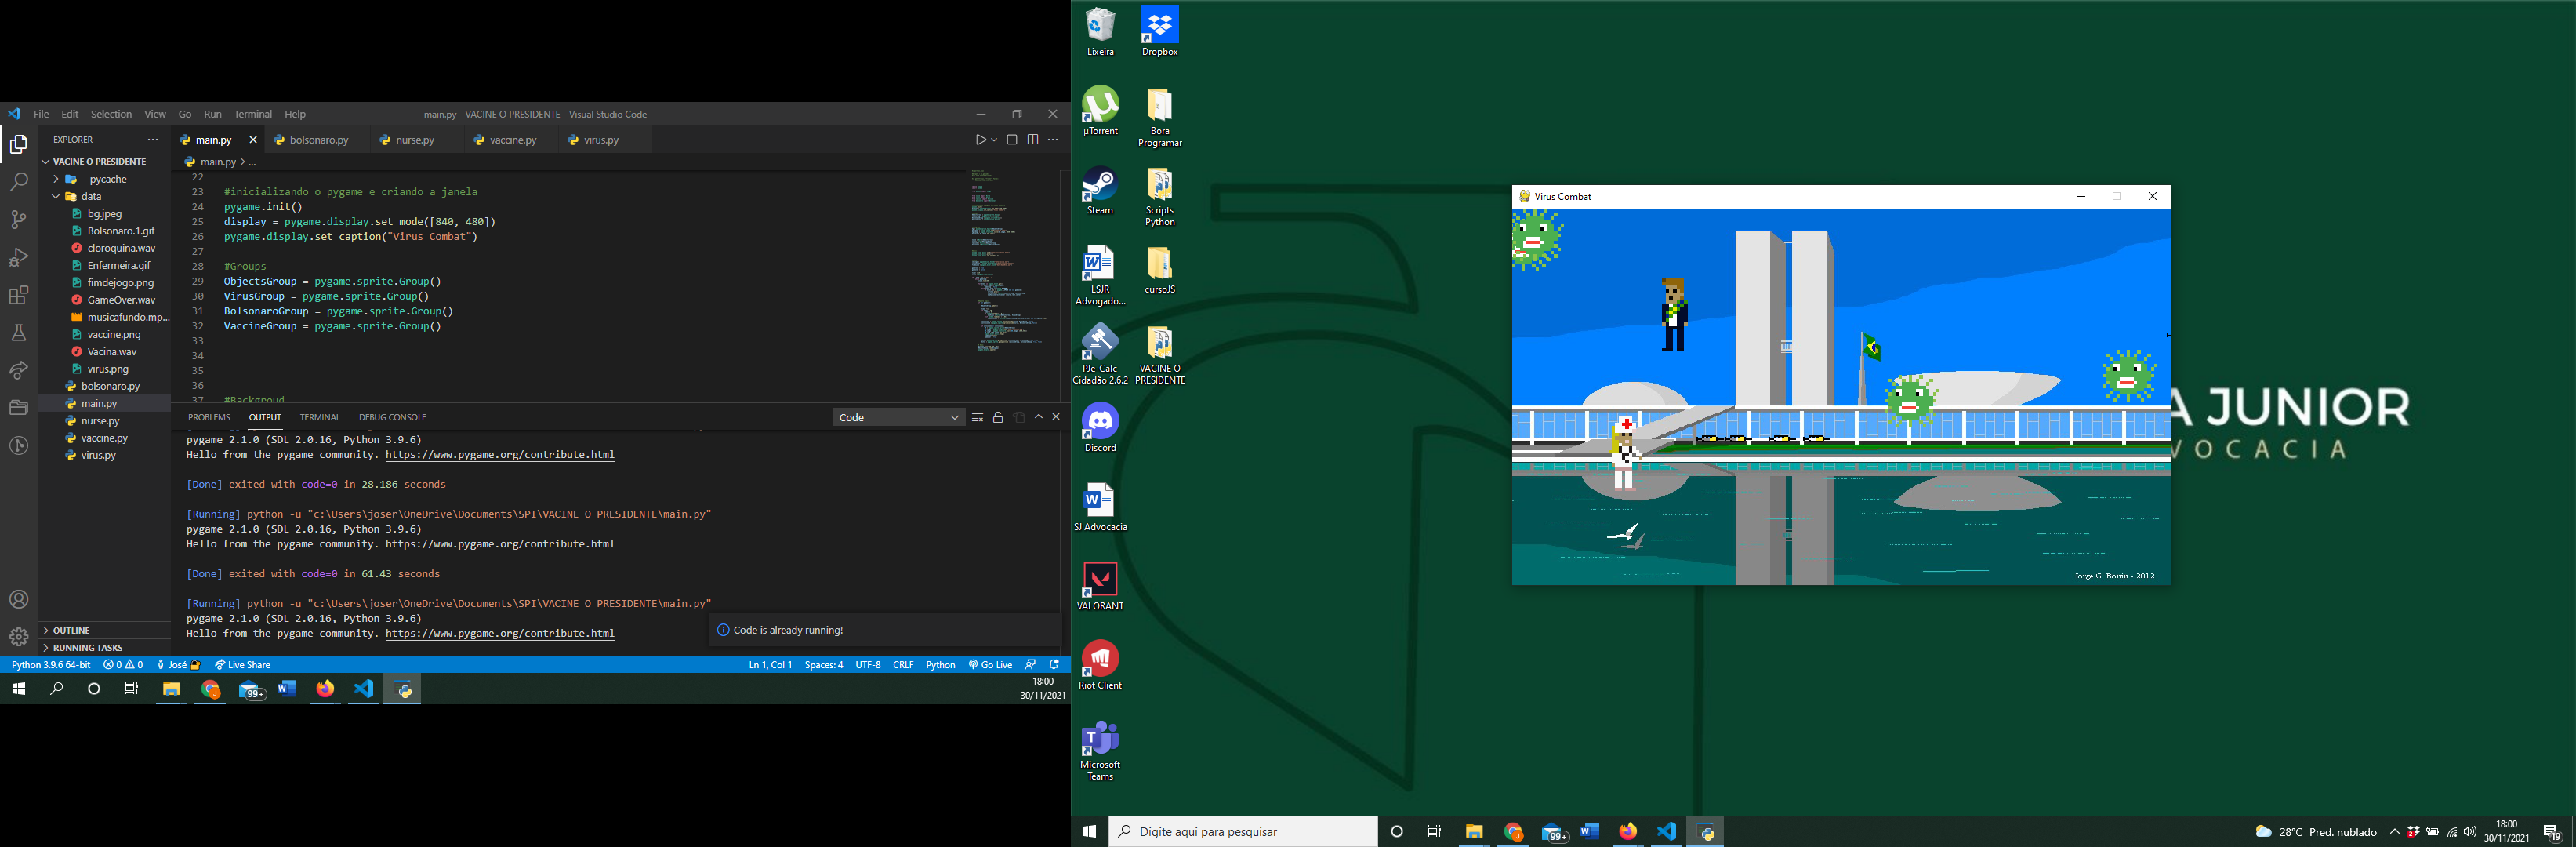 File Edit Selection View Go Run Terminal Help
main.py - VACINE O PRESIDENTE - Visual Studio Code
EXPLORER
main.py
bolsonaro.py
nurse.py
vaccine.py
virus.py
VACINE O PRESIDENTE
__pycache__
data
bg.jpeg
Bolsonaro.1.gif
cloroquina.wav
Enfermeira.gif
fimdejogo.png
GameOver.wav
musicafundo.mp...
vaccine.png
Vacina.wav
virus.png
bolsonaro.py
main.py
nurse.py
vaccine.py
virus.py
OUTLINE
RUNNING TASKS
main.py > ...
22
23 #inicializando o pygame e criando a janela
24 pygame.init()
25 display = pygame.display.set_mode([840, 480])
26 pygame.display.set_caption("Virus Combat")
27
28 #Groups
29 ObjectsGroup = pygame.sprite.Group()
30 VirusGroup = pygame.sprite.Group()
31 BolsonaroGroup = pygame.sprite.Group()
32 VaccineGroup = pygame.sprite.Group()
33
34
35
36
37 #Backgroud
PROBLEMS OUTPUT TERMINAL DEBUG CONSOLE
Code
pygame 2.1.0 (SDL 2.0.16, Python 3.9.6)
Hello from the pygame community. https://www.pygame.org/contribute.html
[Done] exited with code=0 in 28.186 seconds
[Running] python -u "c:\Users\joser\OneDrive\Documents\SPI\VACINE O PRESIDENTE\main.py"
pygame 2.1.0 (SDL 2.0.16, Python 3.9.6)
Hello from the pygame community. https://www.pygame.org/contribute.html
[Done] exited with code=0 in 61.43 seconds
[Running] python -u "c:\Users\joser\OneDrive\Documents\SPI\VACINE O PRESIDENTE\main.py"
pygame 2.1.0 (SDL 2.0.16, Python 3.9.6)
Hello from the pygame community. https://www.pygame.org/contribute.html
Code is already running!
Python 3.9.6 64-bit 0 0 José Live Share
Ln 1, Col 1 Spaces: 4 UTF-8 CRLF Python Go Live
99+
18:00
30/11/2021
Lixeira
Dropbox
µTorrent
Bora
Programar
Steam
Scripts
Python
LSJR
Advogado...
cursoJS
PJe-Calc
Cidadão 2.6.2
VACINE O
PRESIDENTE
Discord
SJ Advocacia
VALORANT
Riot Client
Microsoft
Teams
Virus Combat
Jorge G. Bonin - 2012
A JUNIOR
VOCACIA
Digite aqui para pesquisar
99+
28°C Pred. nublado
18:00
30/11/2021
19